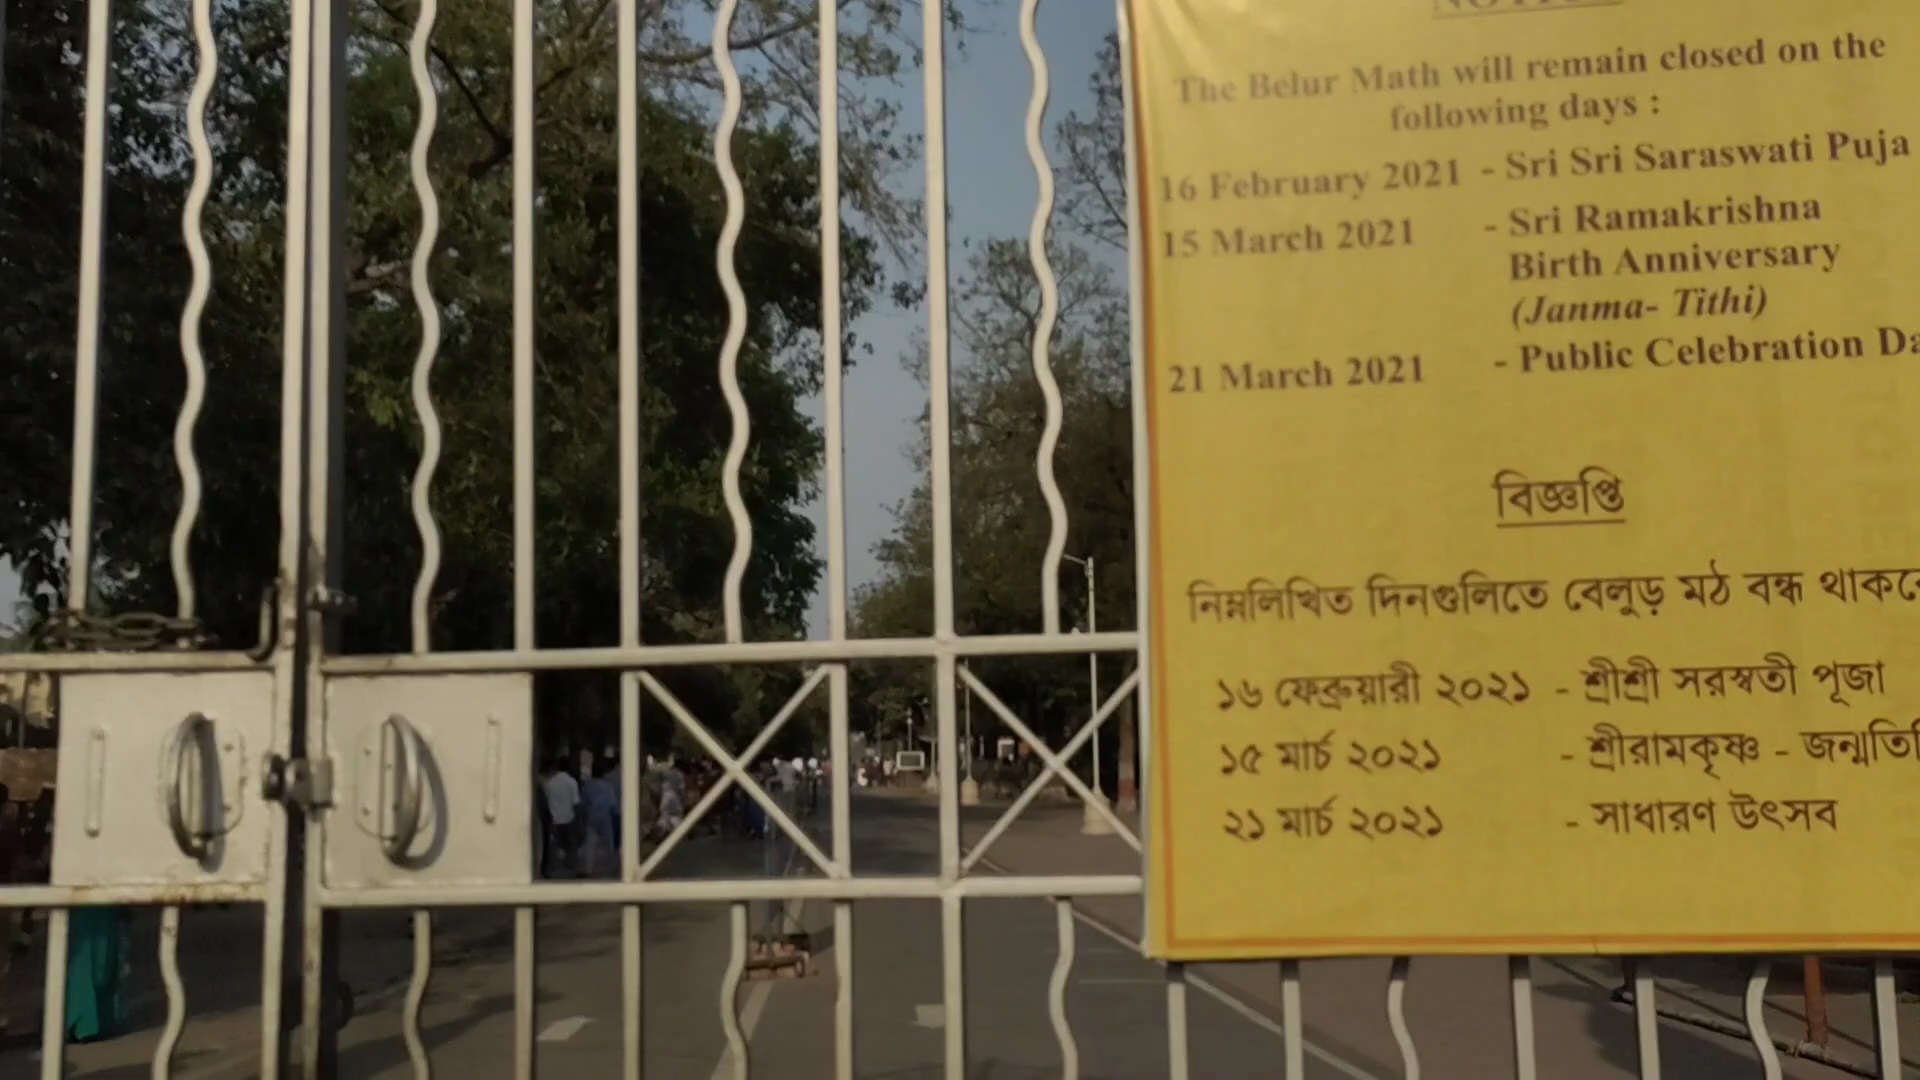 NOTICE
The Belur Math will remain closed on the
following days :
16 February 2021 - Sri Sri Saraswati Puja
15 March 2021 - Sri Ramakrishna
Birth Anniversary
(Janma- Tithi)
21 March 2021 - Public Celebration
বিজ্ঞপ্তি
নিম্নলিখিত দিনগুলিতে বেলুড় মঠ বন্ধ
১৬ ফেব্রুয়ারী ২০২১ - শ্রীশ্রী সরস্বতী পূজা
১৫ মার্চ ২০২১ - শ্রীরামকৃষ্ণ -
২১ মার্চ ২০২১ - সাধারণ উৎসব